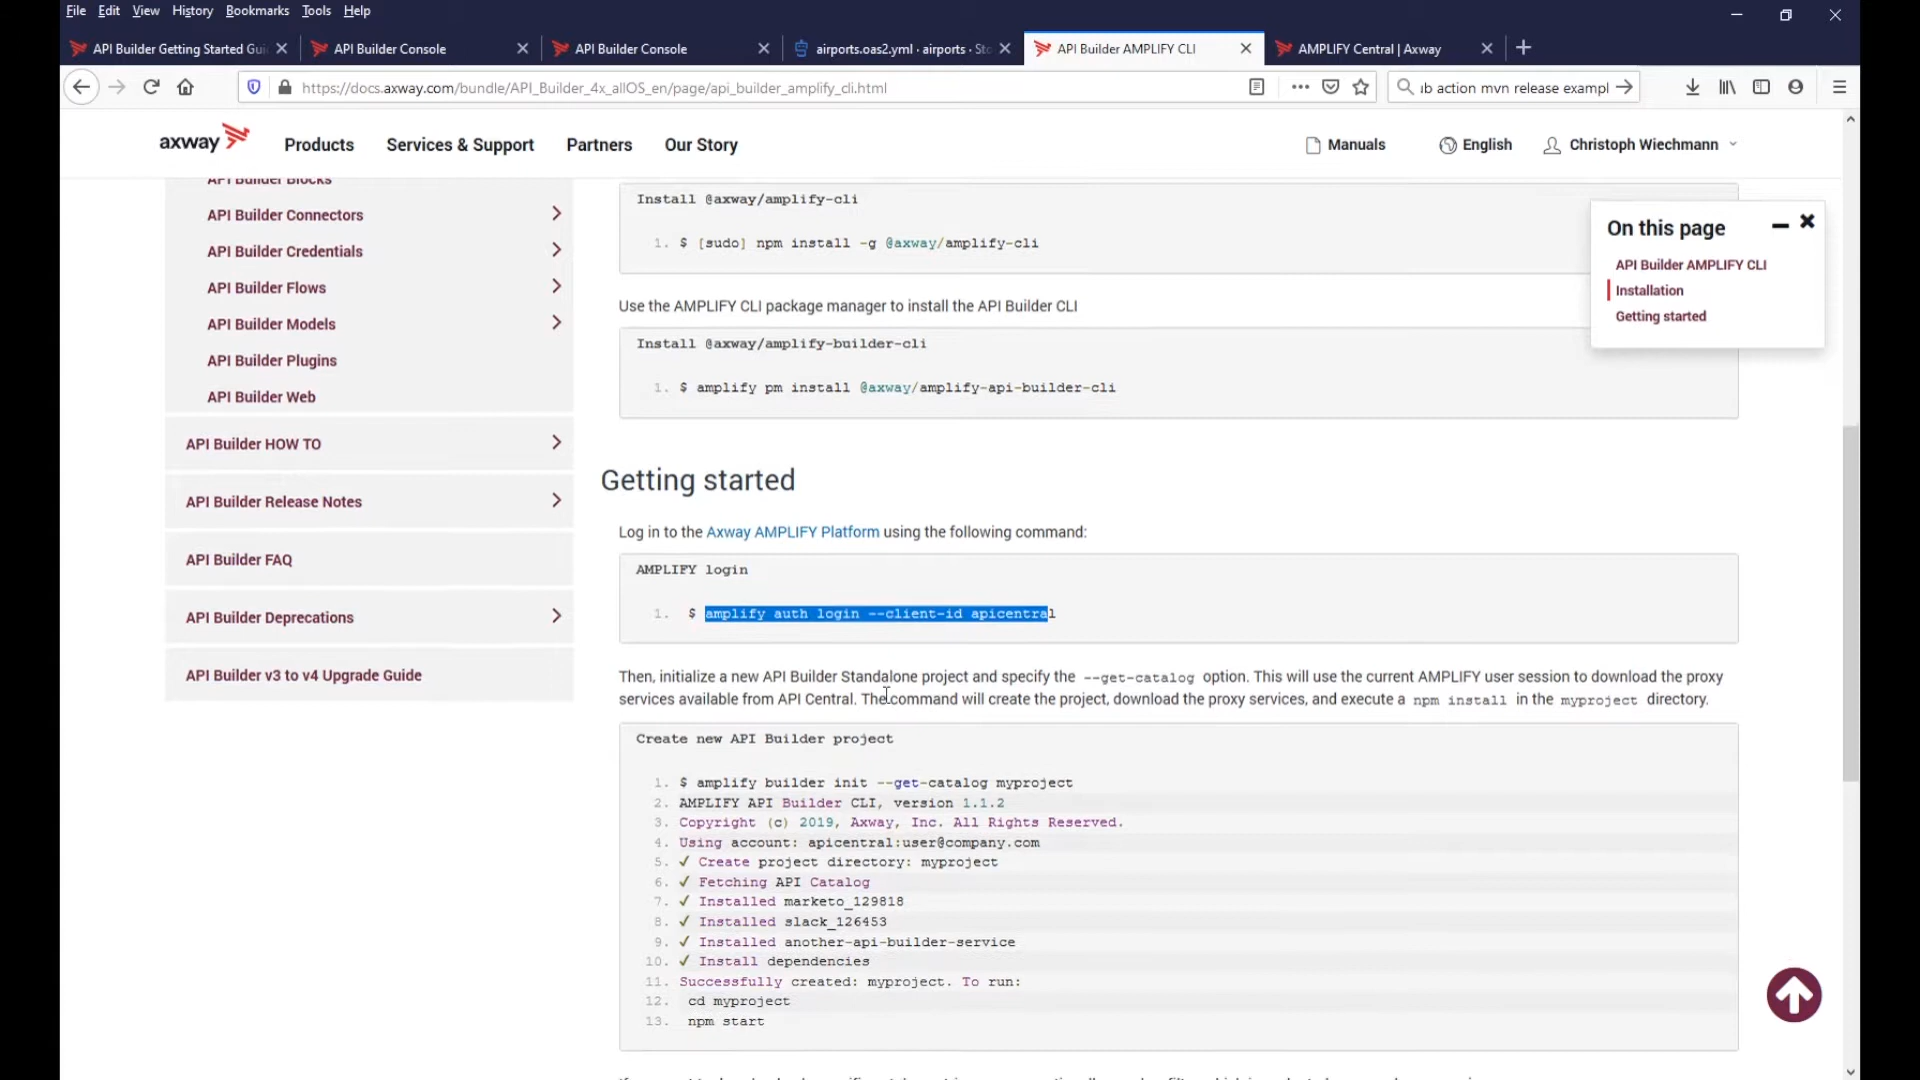 File Edit View History Bookmarks Tools Help
API Builder Getting Started Gui
API Builder Console
API Builder Console
airports.oas2.yml · airports · Sto
API Builder AMPLIFY CLI
AMPLIFY Central | Axway
https://docs.axway.com/bundle/API_Builder_4x_allOS_en/page/api_builder_amplify_cli.html
ub action mvn release exampl
axway
Products
Services & Support
Partners
Our Story
Manuals
English
Christoph Wiechmann
API Builder Blocks
API Builder Connectors
API Builder Credentials
API Builder Flows
API Builder Models
API Builder Plugins
API Builder Web
API Builder HOW TO
API Builder Release Notes
API Builder FAQ
API Builder Deprecations
API Builder v3 to v4 Upgrade Guide
Install @axway/amplify-cli
1. $ [sudo] npm install -g @axway/amplify-cli
Use the AMPLIFY CLI package manager to install the API Builder CLI
Install @axway/amplify-builder-cli
1. $ amplify pm install @axway/amplify-api-builder-cli
Getting started
Log in to the Axway AMPLIFY Platform using the following command:
AMPLIFY login
1. $ amplify auth login --client-id apicentral
Then, initialize a new API Builder Standalone project and specify the --get-catalog option. This will use the current AMPLIFY user session to download the proxy
services available from API Central. The command will create the project, download the proxy services, and execute a npm install in the myproject directory.
Create new API Builder project
1. $ amplify builder init --get-catalog myproject
2. AMPLIFY API Builder CLI, version 1.1.2
3. Copyright (c) 2019, Axway, Inc. All Rights Reserved.
4. Using account: apicentral:user@company.com
5. ✓ Create project directory: myproject
6. ✓ Fetching API Catalog
7. ✓ Installed marketo_129818
8. ✓ Installed slack_126453
9. ✓ Installed another-api-builder-service
10. ✓ Install dependencies
11. Successfully created: myproject. To run:
12. cd myproject
13. npm start
On this page
API Builder AMPLIFY CLI
Installation
Getting started